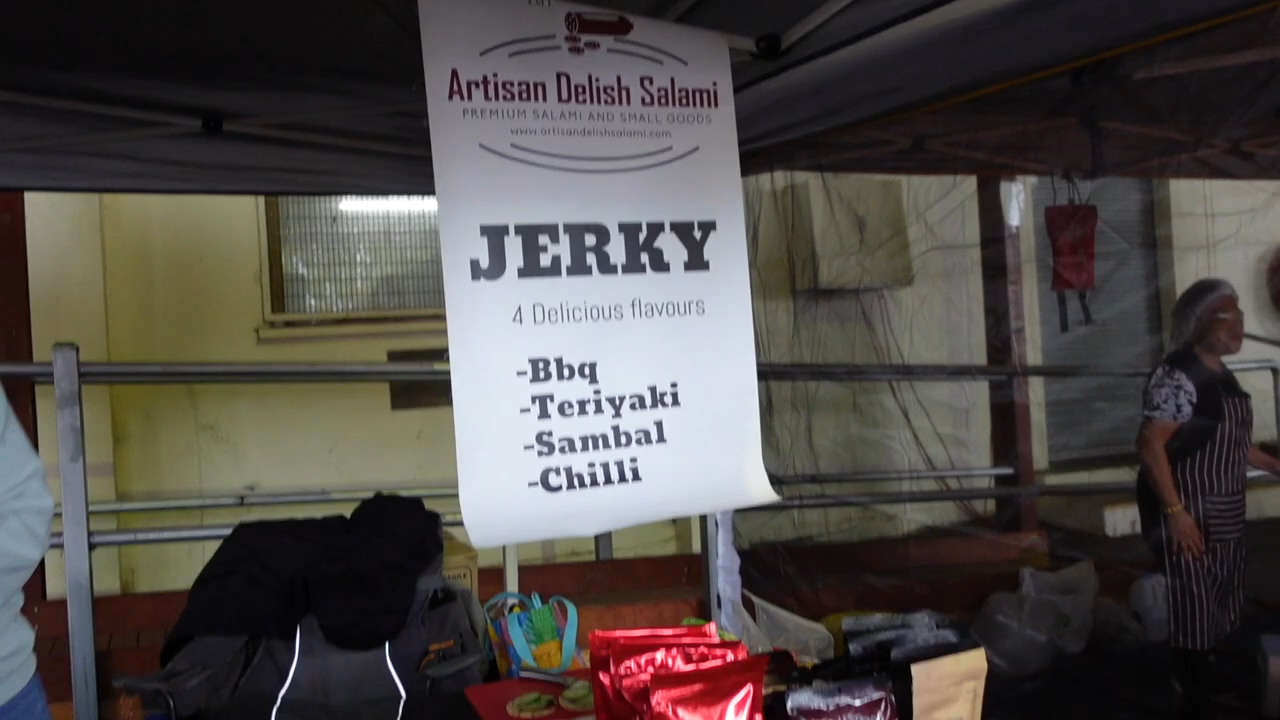 Artisan Delish Salami
PREMIUM SALAMI AND SMALL GOODS
www.artisandelishsalami.com
JERKY
4 Delicious flavours
-Bbq
-Teriyaki
-Sambal
-Chilli